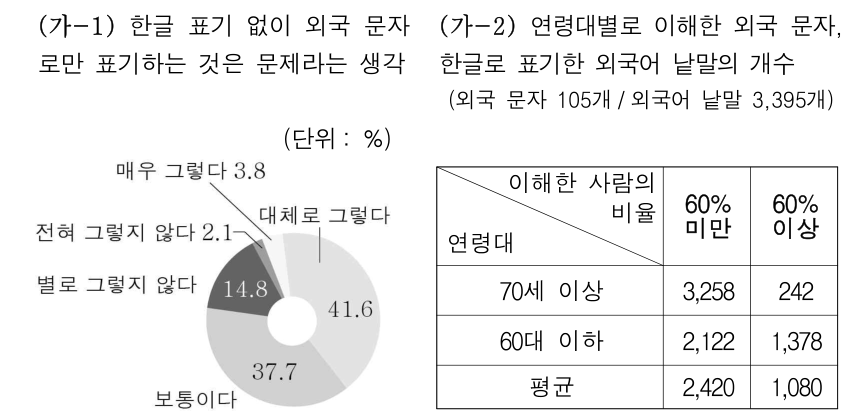 (가-1) 한글 표기 없이 외국 문자
로만 표기하는 것은 문제라는 생각
(단위 : %)
매우 그렇다 3.8
대체로 그렇다
전혀 그렇지 않다 2.1
별로 그렇지 않다
14.8
41.6
37.7
보통이다
(가-2) 연령대별로 이해한 외국 문자,
한글로 표기한 외국어 낱말의 개수
(외국 문자 105개 / 외국어 낱말 3,395개)
이해한 사람의
비율
연령대
60%
미만
60%
이상
70세 이상 3,258 242
60대 이하 2,122 1,378
평균 2,420 1,080